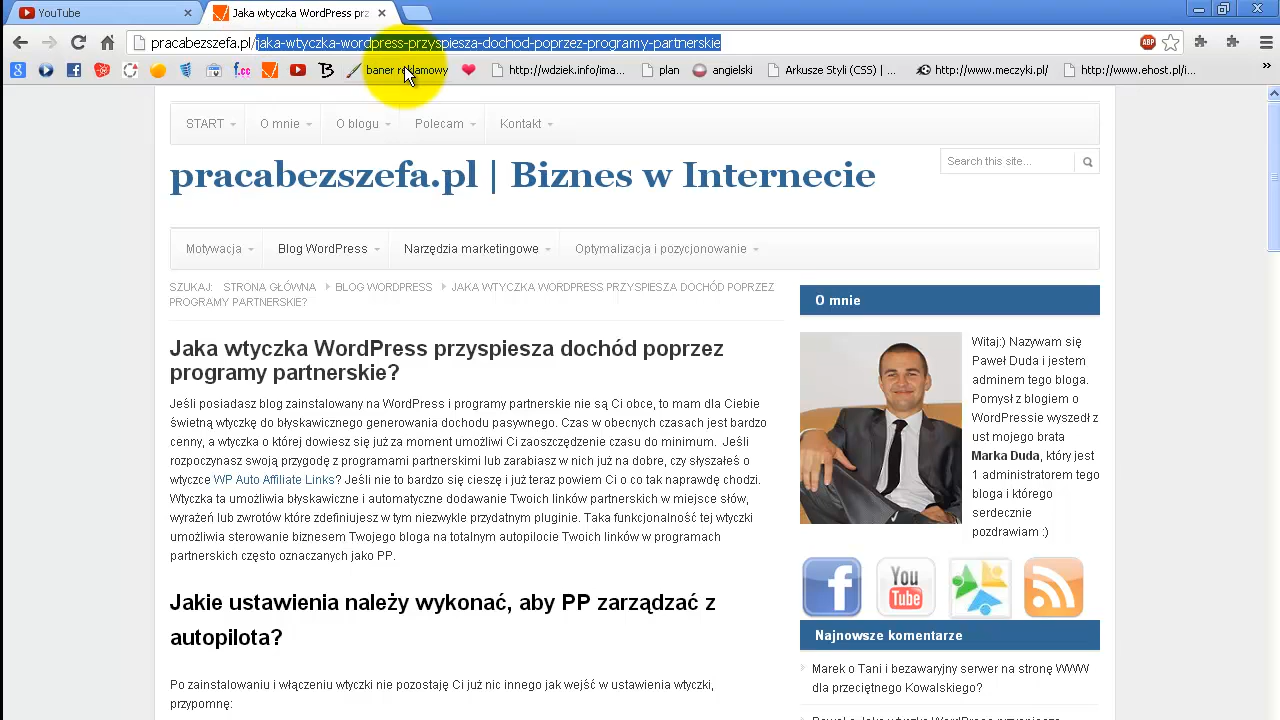 YouTube
Jaka wtyczka WordPress prz
pracabezszefa.pl/jaka-wtyczka-wordpress-przyspiesza-dochod-poprzez-programy-partnerskie
ABP
8 f.cc B baner reklamowy http://wdziek.info/ima... plan angielski Arkusze Styli (CSS) | ... http://www.meczyki.pl/ http://www.ehost.pl/i... »
START O mnie O blogu Polecam Kontakt
Search this site...
pracabezszefa.pl | Biznes w Internecie
Motywacja Blog WordPress Narzędzia marketingowe Optymalizacja i pozycjonowanie
SZUKAJ: STRONA GŁÓWNA BLOG WORDPRESS JAKA WTYCZKA WORDPRESS PRZYSPIESZA DOCHÓD POPRZEZ
PROGRAMY PARTNERSKIE?
Jaka wtyczka WordPress przyspiesza dochód poprzez
programy partnerskie?
Jeśli posiadasz blog zainstalowany na WordPress i programy partnerskie nie są Ci obce, to mam dla Ciebie
świetną wtyczkę do błyskawicznego generowania dochodu pasywnego. Czas w obecnych czasach jest bardzo
cenny, a wtyczka o której dowiesz się już za moment umożliwi Ci zaoszczędzenie czasu do minimum. Jeśli
rozpoczynasz swoją przygodę z programami partnerskimi lub zarabiasz w nich już na dobre, czy słyszałeś o
wtyczce WP Auto Affiliate Links? Jeśli nie to bardzo się cieszę i już teraz powiem Ci o co tak naprawdę chodzi.
Wtyczka ta umożliwia błyskawiczne i automatyczne dodawanie Twoich linków partnerskich w miejsce słów,
wyrażeń lub zwrotów które zdefiniujesz w tym niezwykle przydatnym pluginie. Taka funkcjonalność tej wtyczki
umożliwia sterowanie biznesem Twojego bloga na totalnym autopilocie Twoich linków w programach
partnerskich często oznaczanych jako PP.
Jakie ustawienia należy wykonać, aby PP zarządzać z
autopilota?
Po zainstalowaniu i włączeniu wtyczki nie pozostaję Ci już nic innego jak wejść w ustawienia wtyczki,
przypomnę:
O mnie
Witaj:) Nazywam się
Paweł Duda i jestem
adminem tego bloga.
Pomysł z blogiem o
WordPressie wyszedł z
ust mojego brata
Marka Duda, który jest
1 administratorem tego
bloga i którego
serdecznie
pozdrawiam :)
f
You
Tube
Najnowsze komentarze
Marek o Tani i bezawaryjny serwer na stronę WWW
dla przeciętnego Kowalskiego?